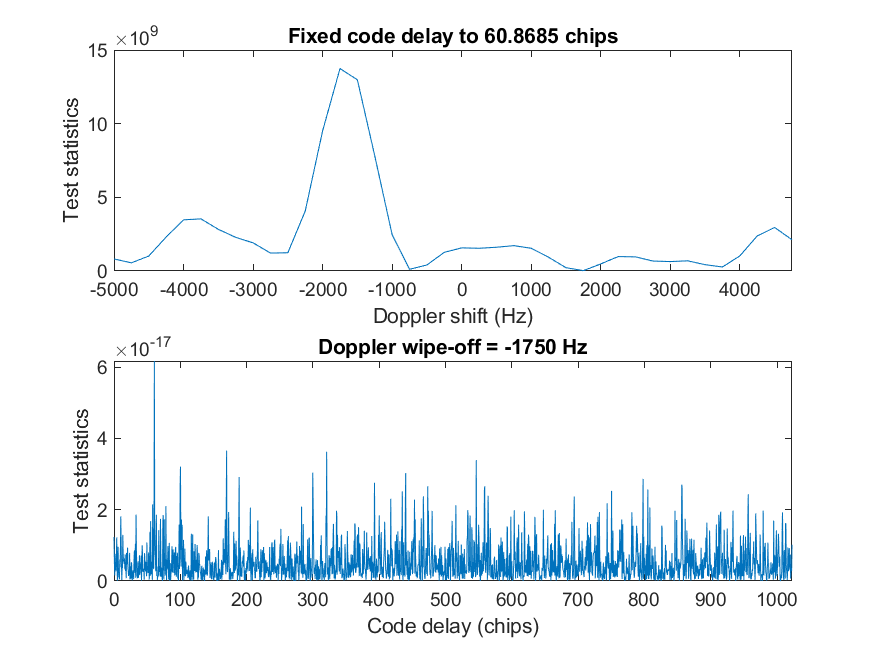 ×10^9
Fixed code delay to 60.8685 chips
15
10
5
0
Test statistics
-5000 -4000 -3000 -2000 -1000 0 1000 2000 3000 4000
Doppler shift (Hz)
×10^-17
Doppler wipe-off = -1750 Hz
6
4
2
0
Test statistics
0 100 200 300 400 500 600 700 800 900 1000
Code delay (chips)